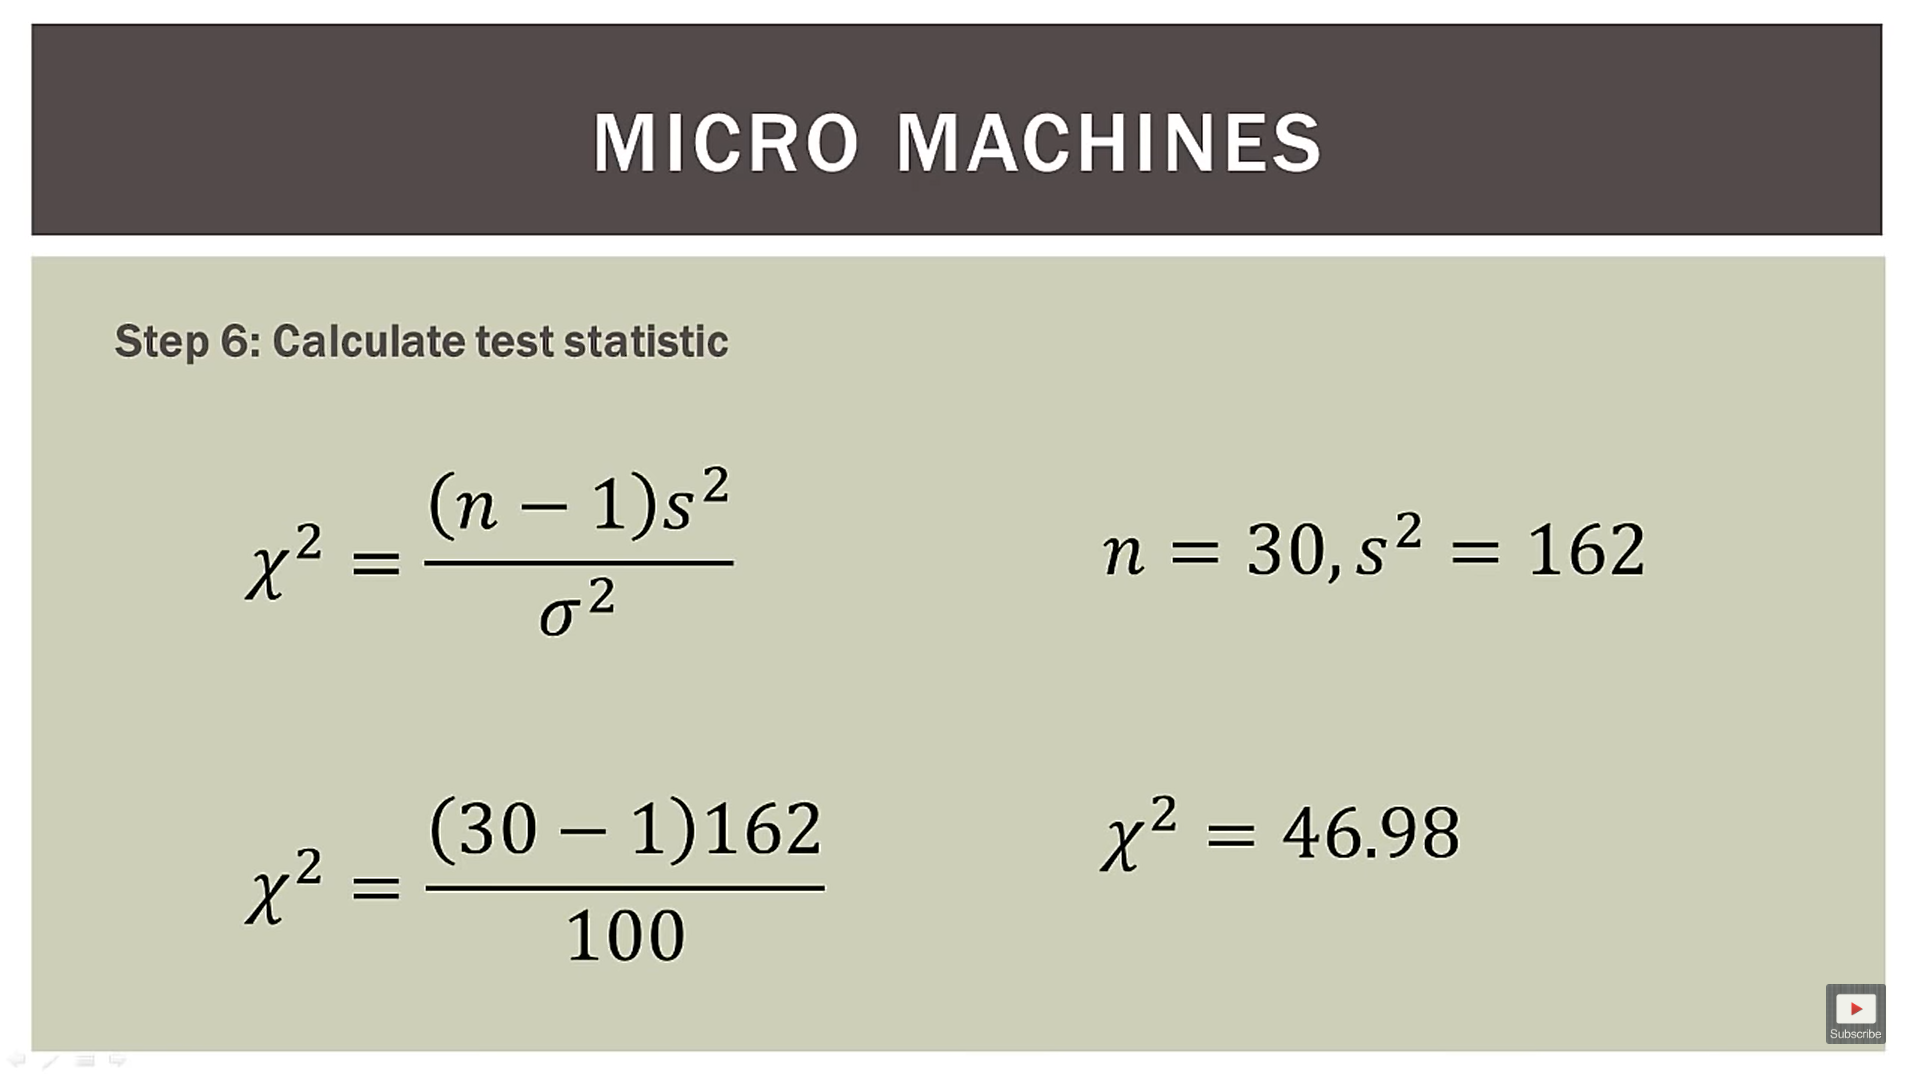 MICRO MACHINES
Step 6: Calculate test statistic
χ² = (n − 1)s² / σ²
n = 30, s² = 162
χ² = (30 − 1)162 / 100
χ² = 46.98
Subscribe